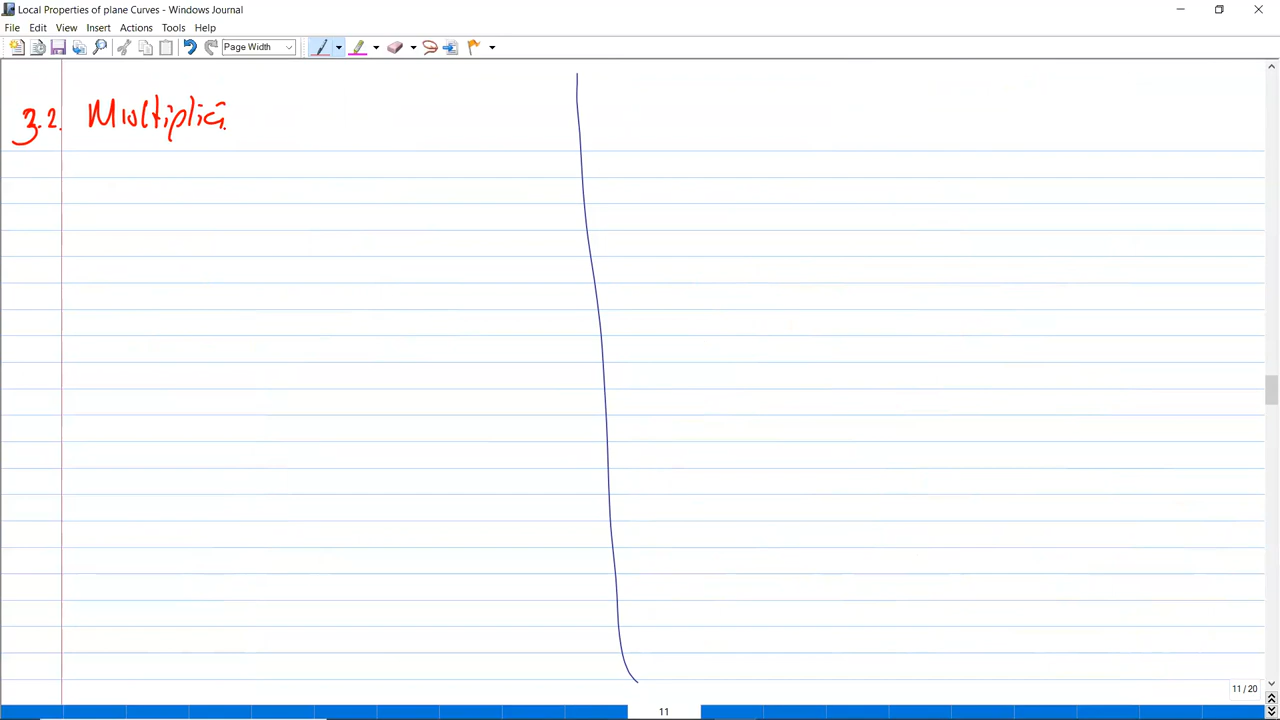 Local Properties of plane Curves - Windows Journal
File Edit View Insert Actions Tools Help
Page Width
3.2. Multiplici
11 / 20
11